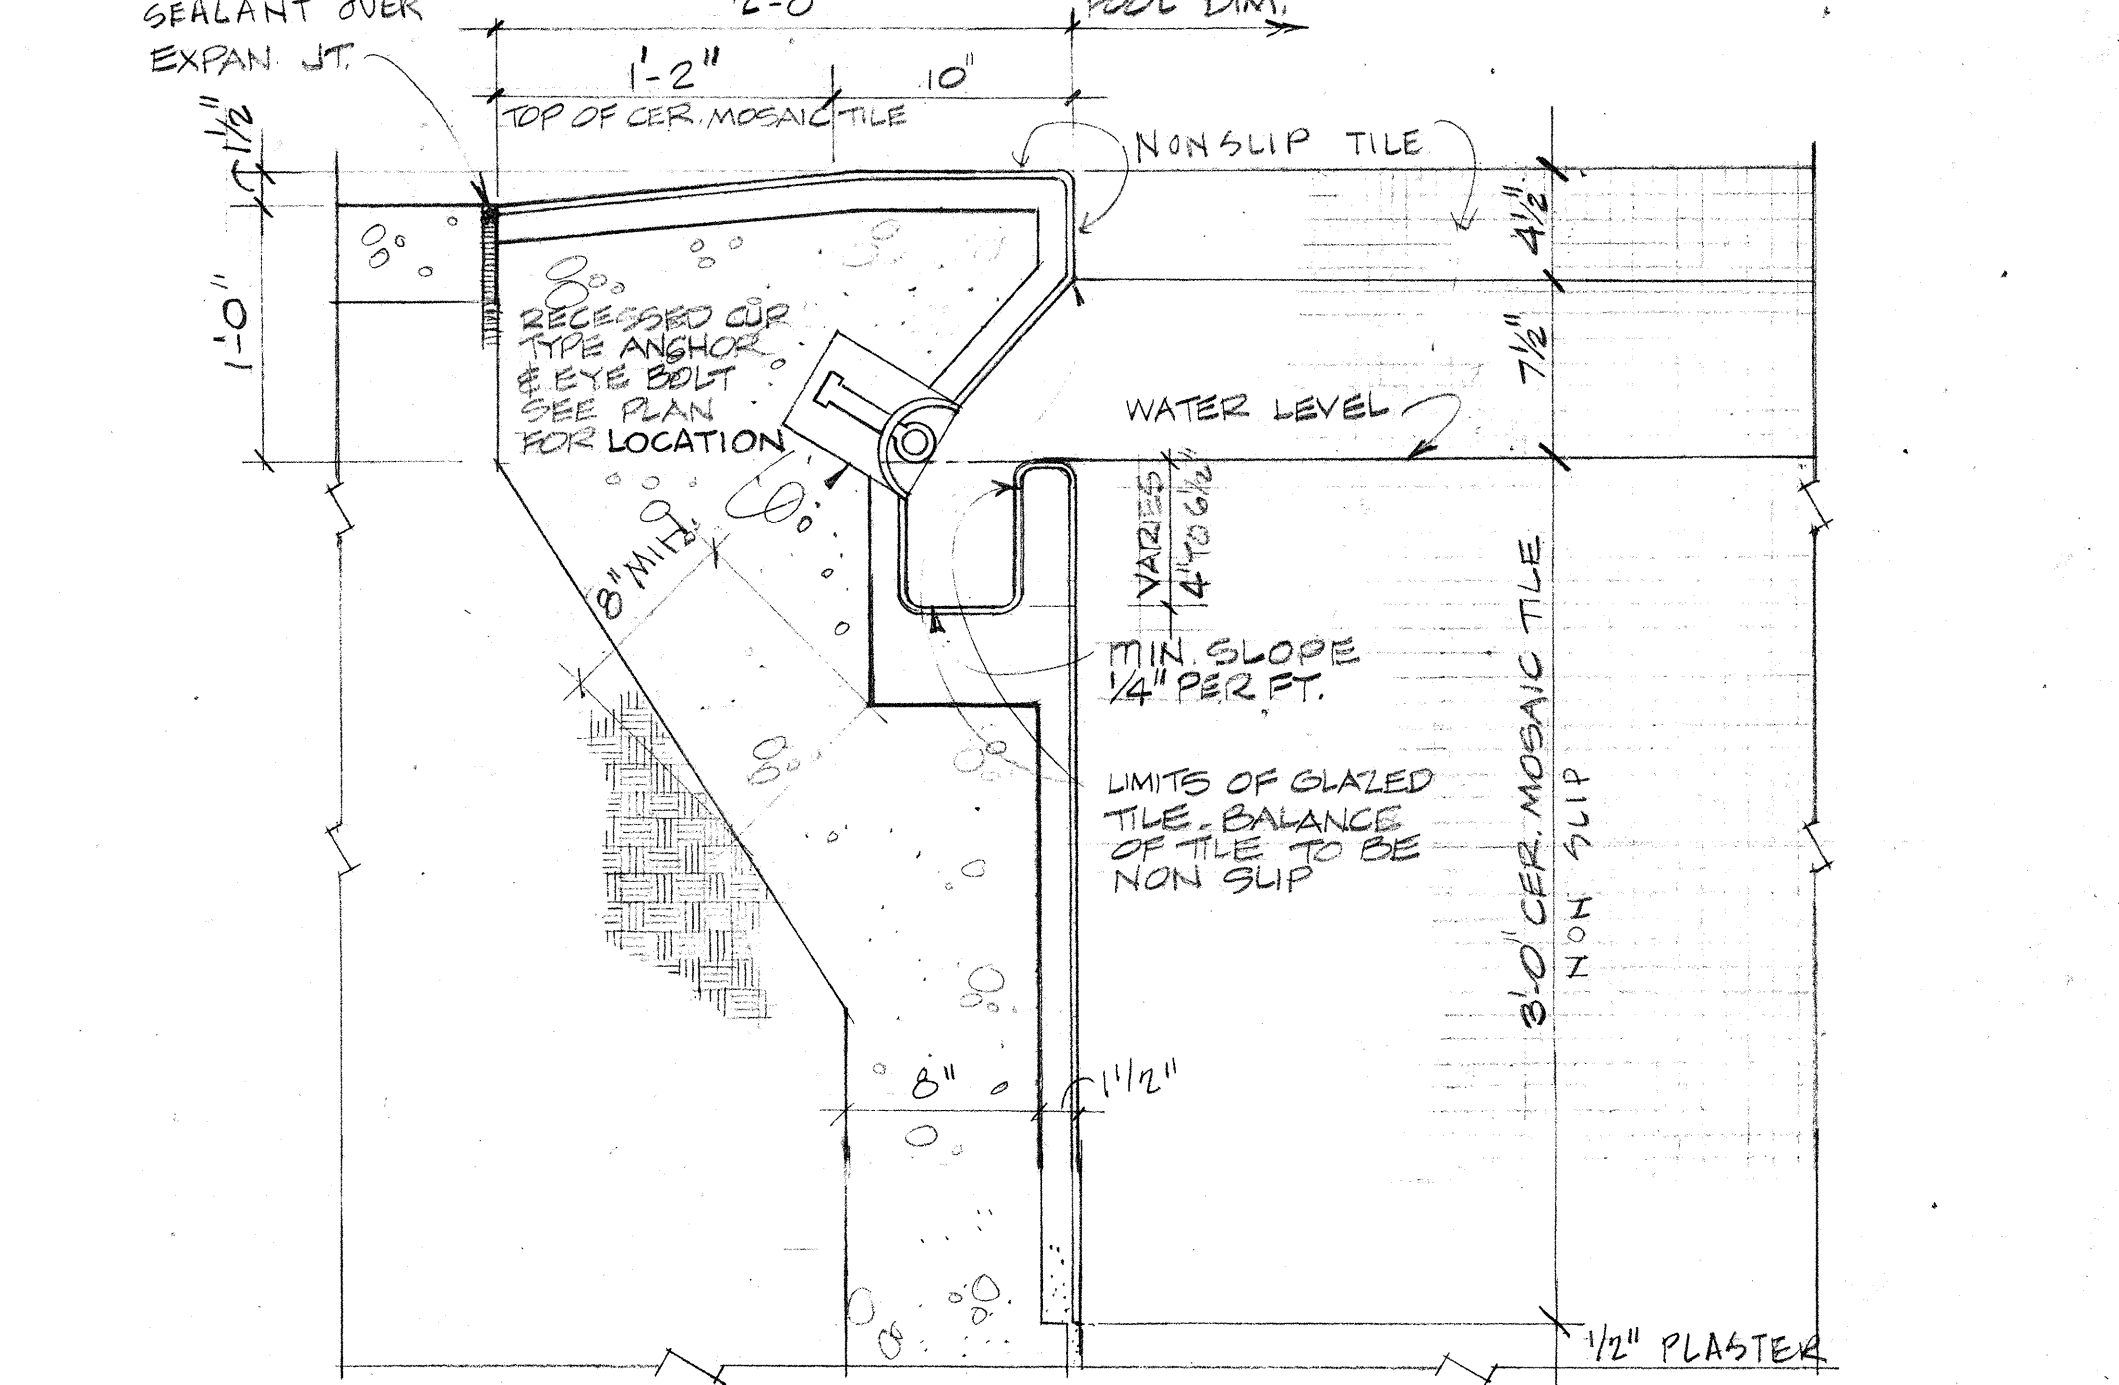 SEALANT OVER
EXPAN. JT.
2'-0"
POOL DIM.
1'-2"
10"
TOP OF CER. MOSAIC TILE
1 1/2"
NONSLIP TILE
4 1/2"
1'-0"
RECESSED CUP
TYPE ANCHOR
& EYE BOLT
SEE PLAN
FOR LOCATION
7 1/2"
WATER LEVEL
VARIES
4" TO 6 1/2"
8" MIN.
MIN. SLOPE
1/4" PER FT.
LIMITS OF GLAZED
TILE. BALANCE
OF TILE TO BE
NON SLIP
3'-0" CER. MOSAIC TILE
NON SLIP
8"
1 1/2"
1/2" PLASTER